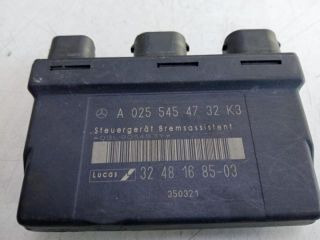 A 025 545 47 32 K3
Steuergerät Bremsassistent
Lucas 32 48 16 85-03
350321